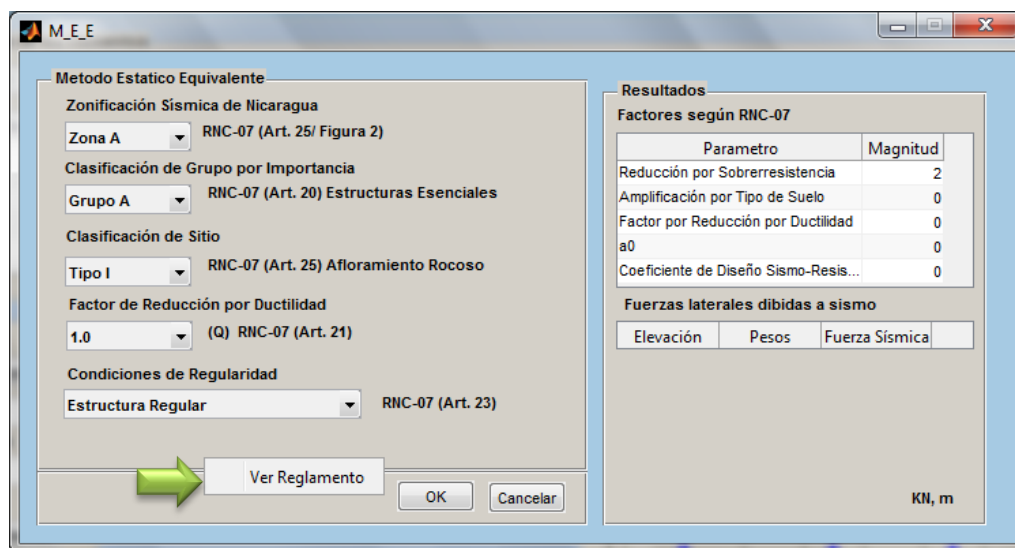 M_E_E
Metodo Estatico Equivalente
Zonificación Sísmica de Nicaragua
Zona A RNC-07 (Art. 25/ Figura 2)
Clasificación de Grupo por Importancia
Grupo A RNC-07 (Art. 20) Estructuras Esenciales
Clasificación de Sitio
Tipo I RNC-07 (Art. 25) Afloramiento Rocoso
Factor de Reducción por Ductilidad
1.0 (Q) RNC-07 (Art. 21)
Condiciones de Regularidad
Estructura Regular RNC-07 (Art. 23)
Ver Reglamento
OK Cancelar
Resultados
Factores según RNC-07
Parametro Magnitud
Reducción por Sobrerresistencia 2
Amplificación por Tipo de Suelo 0
Factor por Reducción por Ductilidad 0
a0 0
Coeficiente de Diseño Sismo-Resis... 0
Fuerzas laterales dibidas a sismo
Elevación Pesos Fuerza Sísmica
KN, m